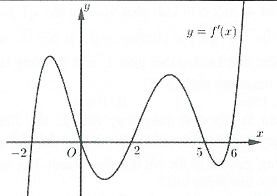 y
y = f'(x)
x
-2 O 2 5 6